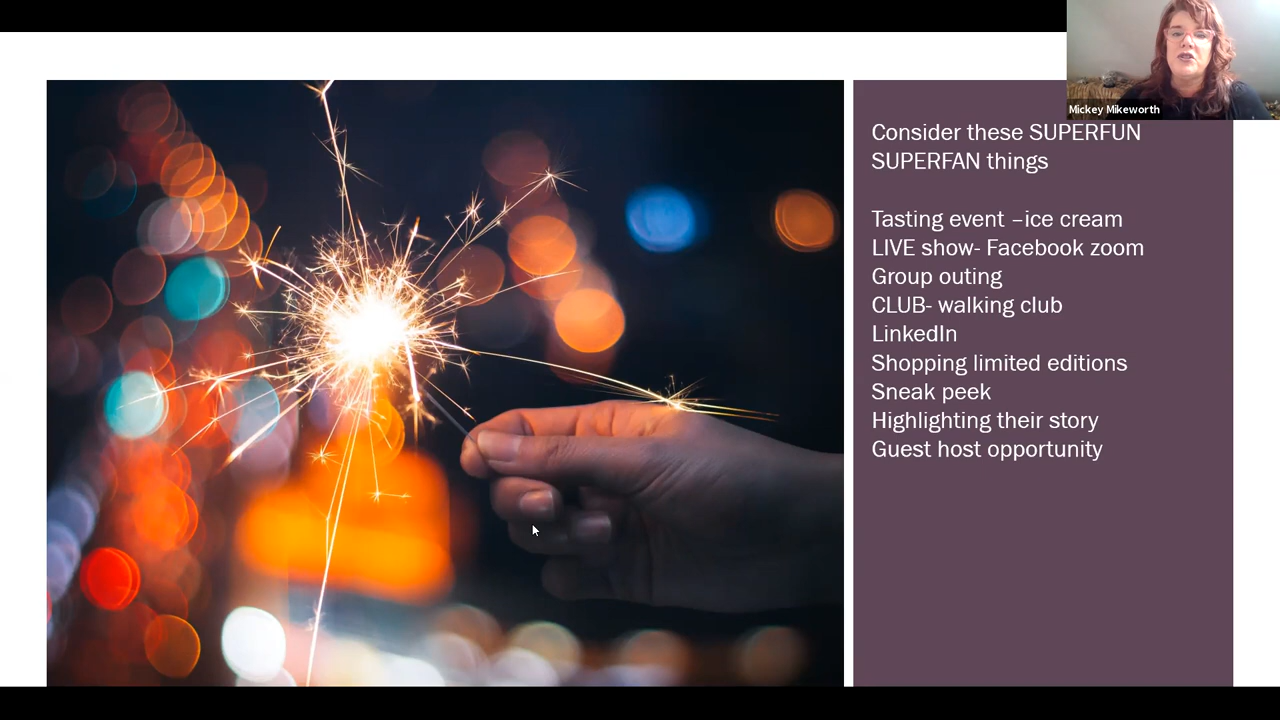 Mickey Mikeworth
Consider these SUPERFUN
SUPERFAN things
Tasting event –ice cream
LIVE show- Facebook zoom
Group outing
CLUB- walking club
LinkedIn
Shopping limited editions
Sneak peek
Highlighting their story
Guest host opportunity